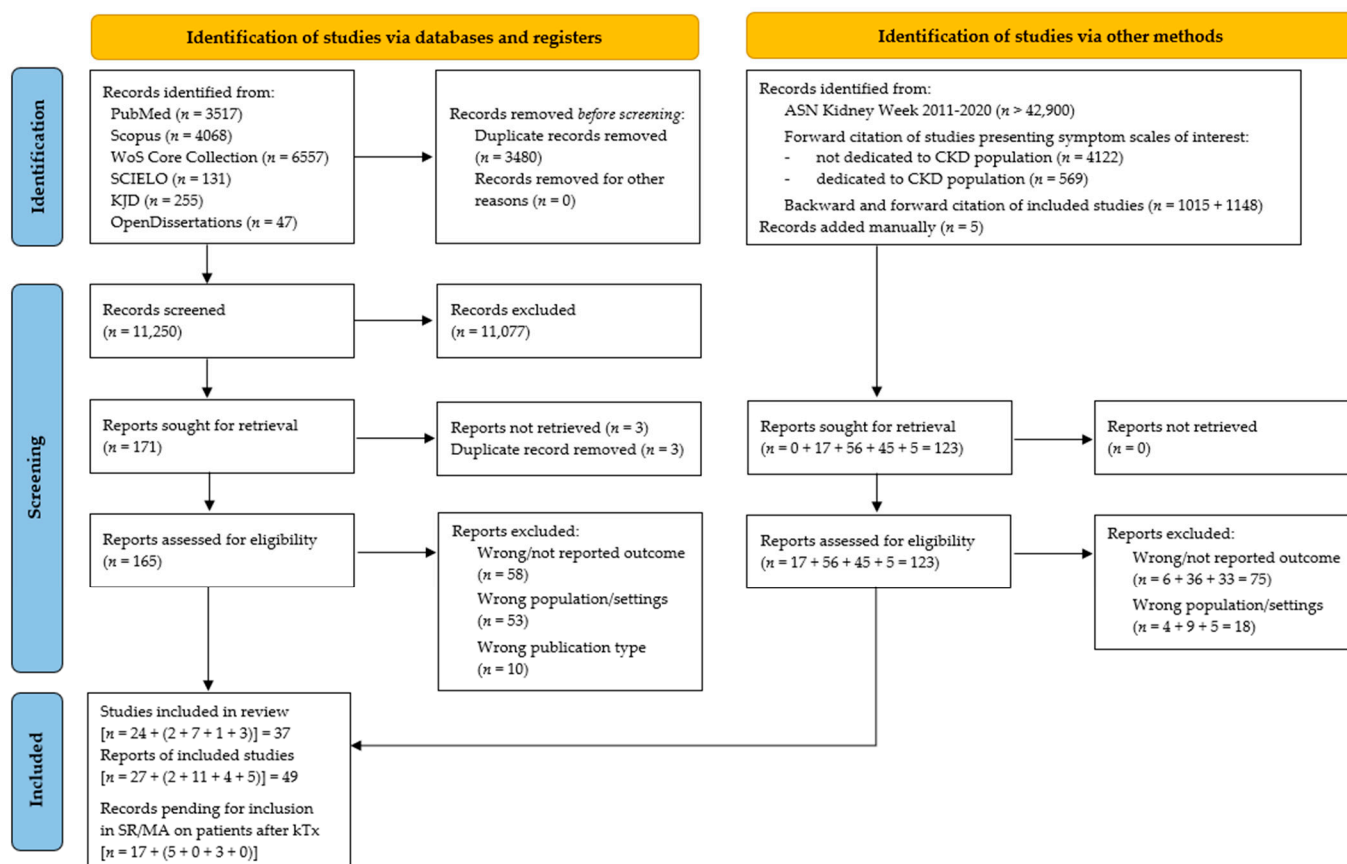 Identification of studies via databases and registers
Identification of studies via other methods
Identification
Records identified from:
PubMed (n = 3517)
Scopus (n = 4068)
WoS Core Collection (n = 6557)
SCIELO (n = 131)
KJD (n = 255)
OpenDissertations (n = 47)
Records removed before screening:
Duplicate records removed
(n = 3480)
Records removed for other
reasons (n = 0)
Records identified from:
ASN Kidney Week 2011-2020 (n > 42,900)
Forward citation of studies presenting symptom scales of interest:
- not dedicated to CKD population (n = 4122)
- dedicated to CKD population (n = 569)
Backward and forward citation of included studies (n = 1015 + 1148)
Records added manually (n = 5)
Screening
Records screened
(n = 11,250)
Records excluded
(n = 11,077)
Reports sought for retrieval
(n = 171)
Reports not retrieved (n = 3)
Duplicate record removed (n = 3)
Reports sought for retrieval
(n = 0 + 17 + 56 + 45 + 5 = 123)
Reports not retrieved
(n = 0)
Reports assessed for eligibility
(n = 165)
Reports excluded:
Wrong/not reported outcome
(n = 58)
Wrong population/settings
(n = 53)
Wrong publication type
(n = 10)
Reports assessed for eligibility
(n = 17 + 56 + 45 + 5 = 123)
Reports excluded:
Wrong/not reported outcome
(n = 6 + 36 + 33 = 75)
Wrong population/settings
(n = 4 + 9 + 5 = 18)
Included
Studies included in review
[n = 24 + (2 + 7 + 1 + 3)] = 37
Reports of included studies
[n = 27 + (2 + 11 + 4 + 5)] = 49
Records pending for inclusion
in SR/MA on patients after kTx
[n = 17 + (5 + 0 + 3 + 0)]